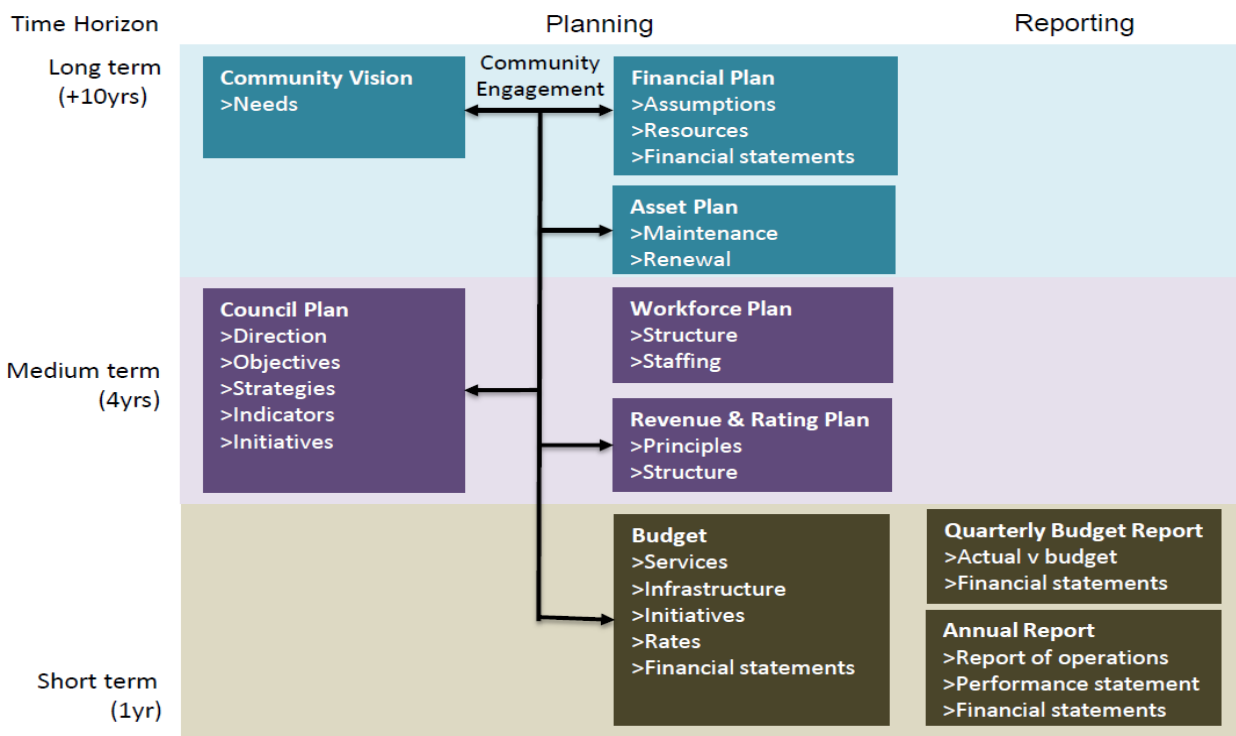 Time Horizon
Planning
Reporting
Long term
(+10yrs)
Community Vision
>Needs
Community
Engagement
Financial Plan
>Assumptions
>Resources
>Financial statements
Asset Plan
>Maintenance
>Renewal
Medium term
(4yrs)
Council Plan
>Direction
>Objectives
>Strategies
>Indicators
>Initiatives
Workforce Plan
>Structure
>Staffing
Revenue & Rating Plan
>Principles
>Structure
Short term
(1yr)
Budget
>Services
>Infrastructure
>Initiatives
>Rates
>Financial statements
Quarterly Budget Report
>Actual v budget
>Financial statements
Annual Report
>Report of operations
>Performance statement
>Financial statements